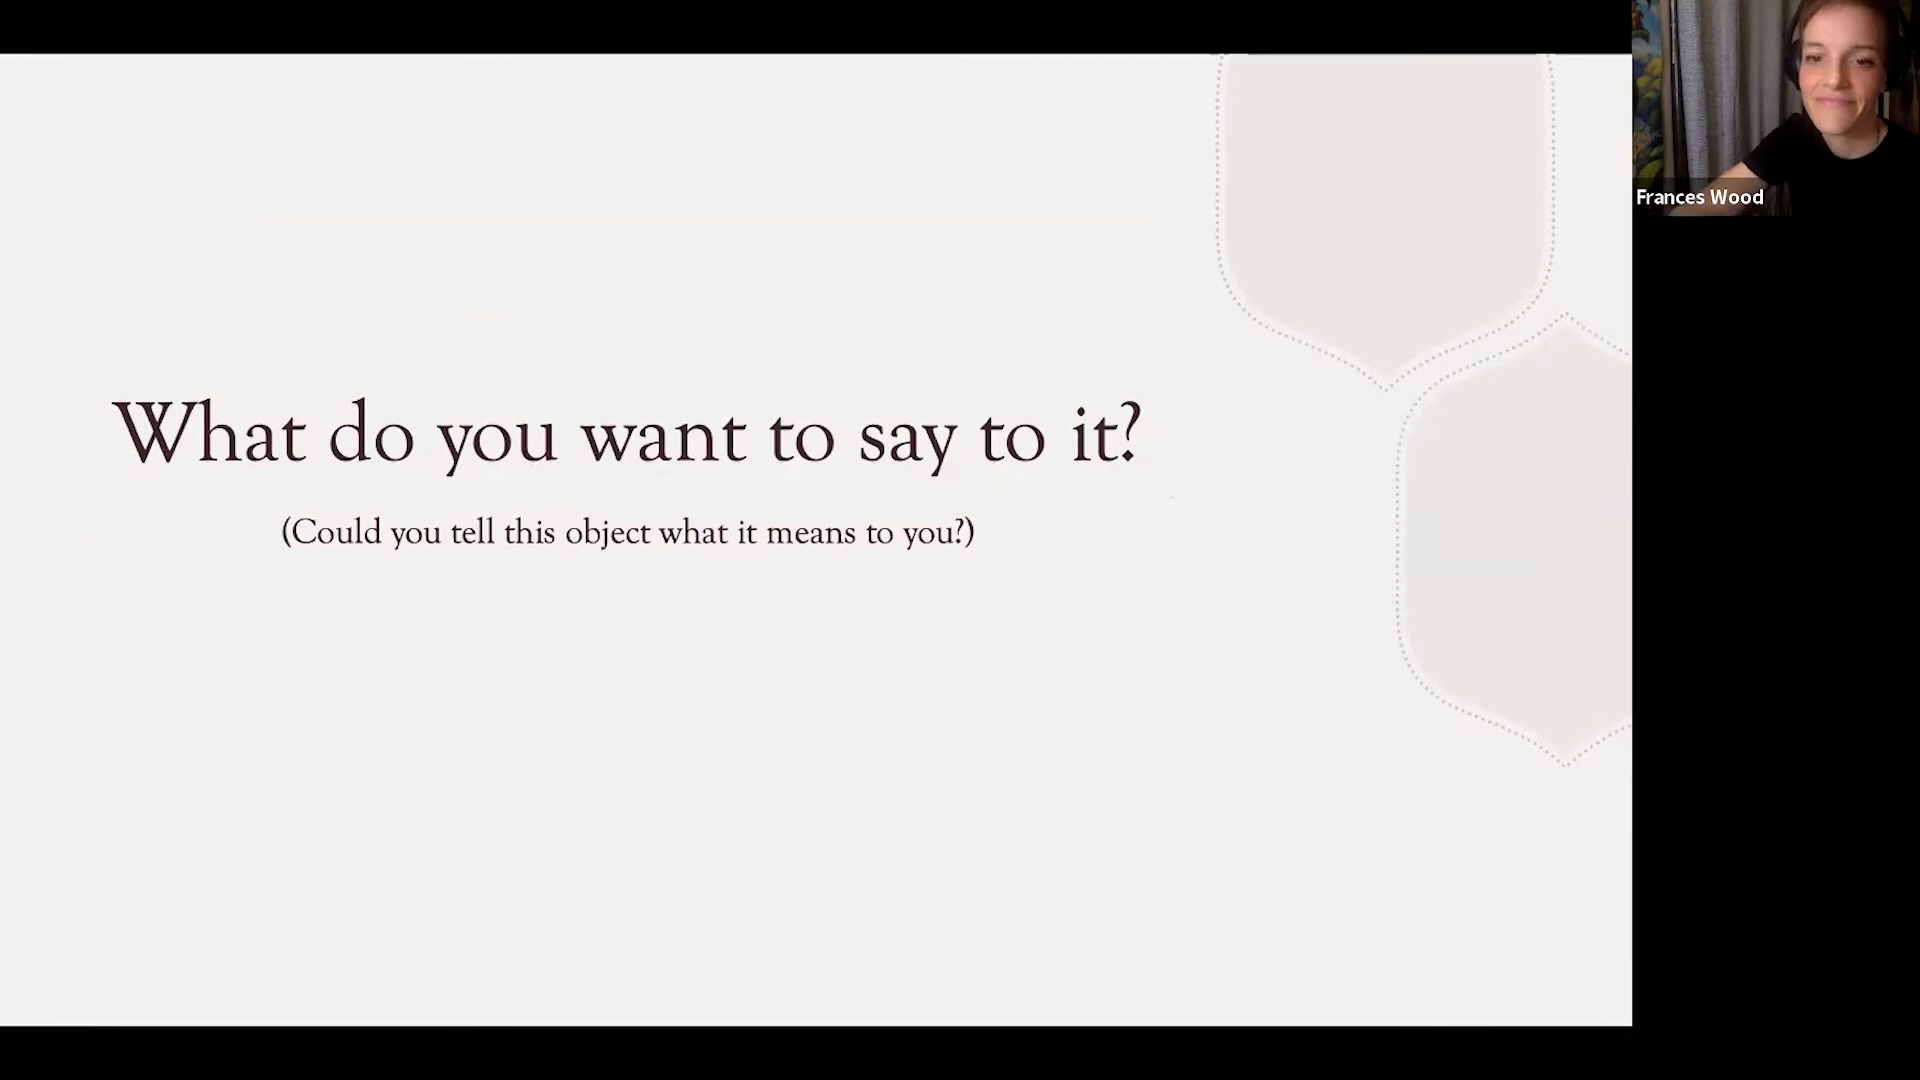 What do you want to say to it?
(Could you tell this object what it means to you?)
Frances Wood